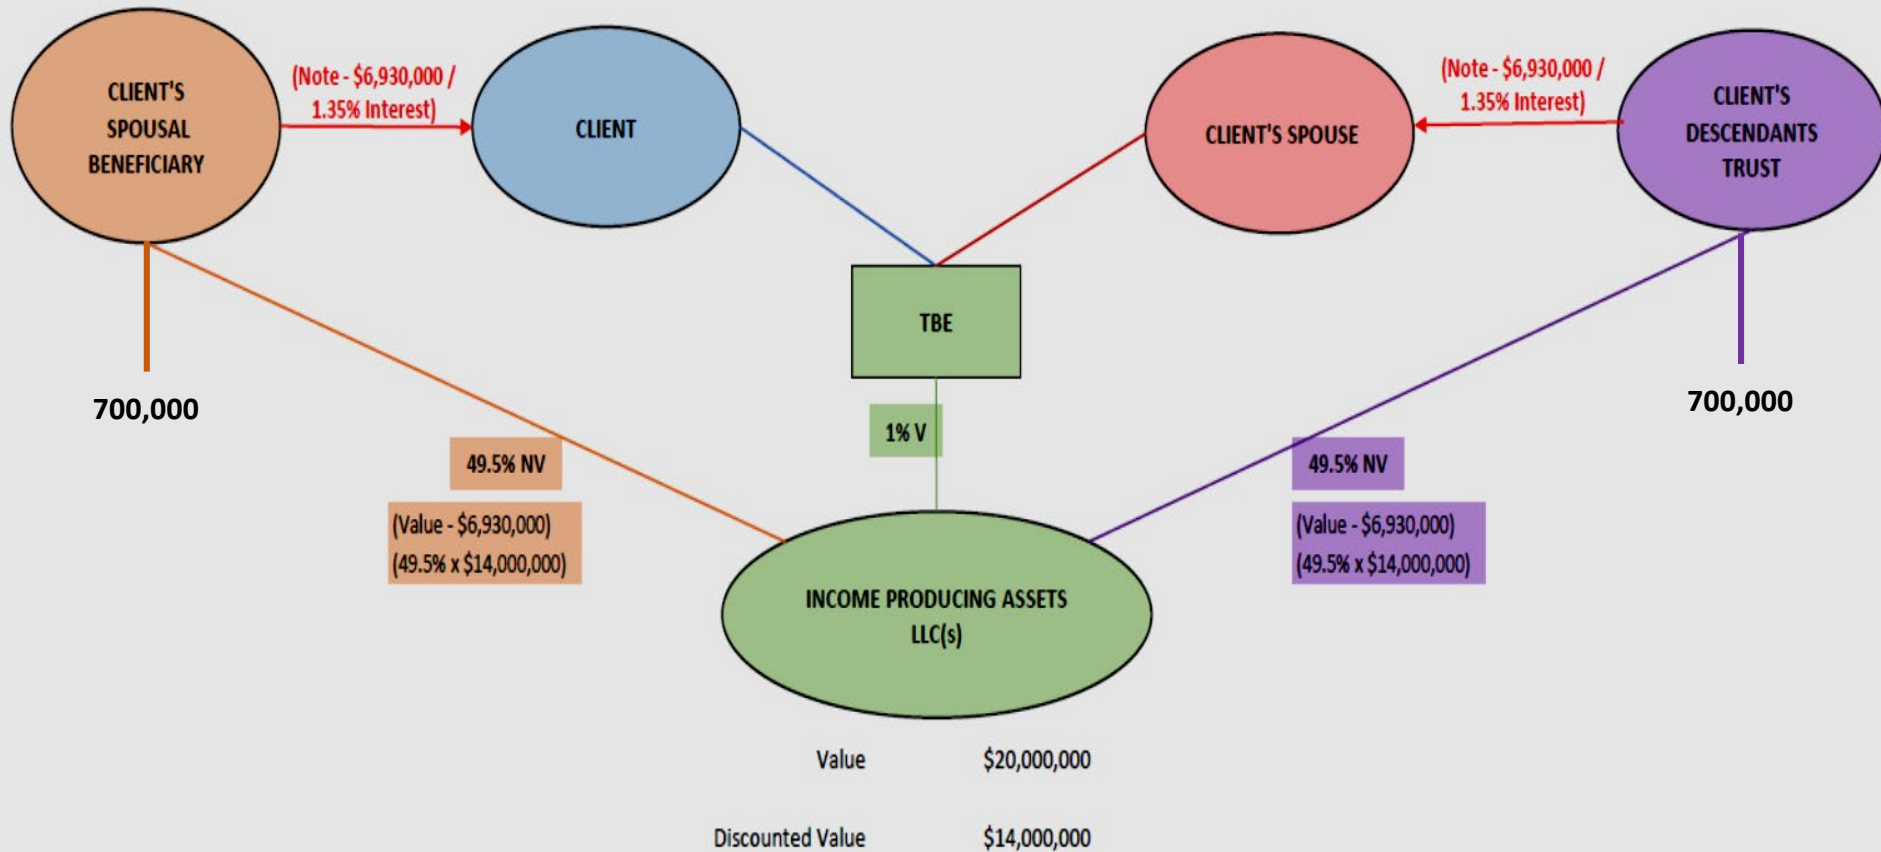 CLIENT'S
SPOUSAL
BENEFICIARY
(Note - $6,930,000 /
1.35% Interest)
CLIENT
CLIENT'S SPOUSE
(Note - $6,930,000 /
1.35% Interest)
CLIENT'S
DESCENDANTS
TRUST
TBE
700,000
700,000
1% V
49.5% NV
(Value - $6,930,000)
(49.5% x $14,000,000)
49.5% NV
(Value - $6,930,000)
(49.5% x $14,000,000)
INCOME PRODUCING ASSETS
LLC(s)
Value $20,000,000
Discounted Value $14,000,000